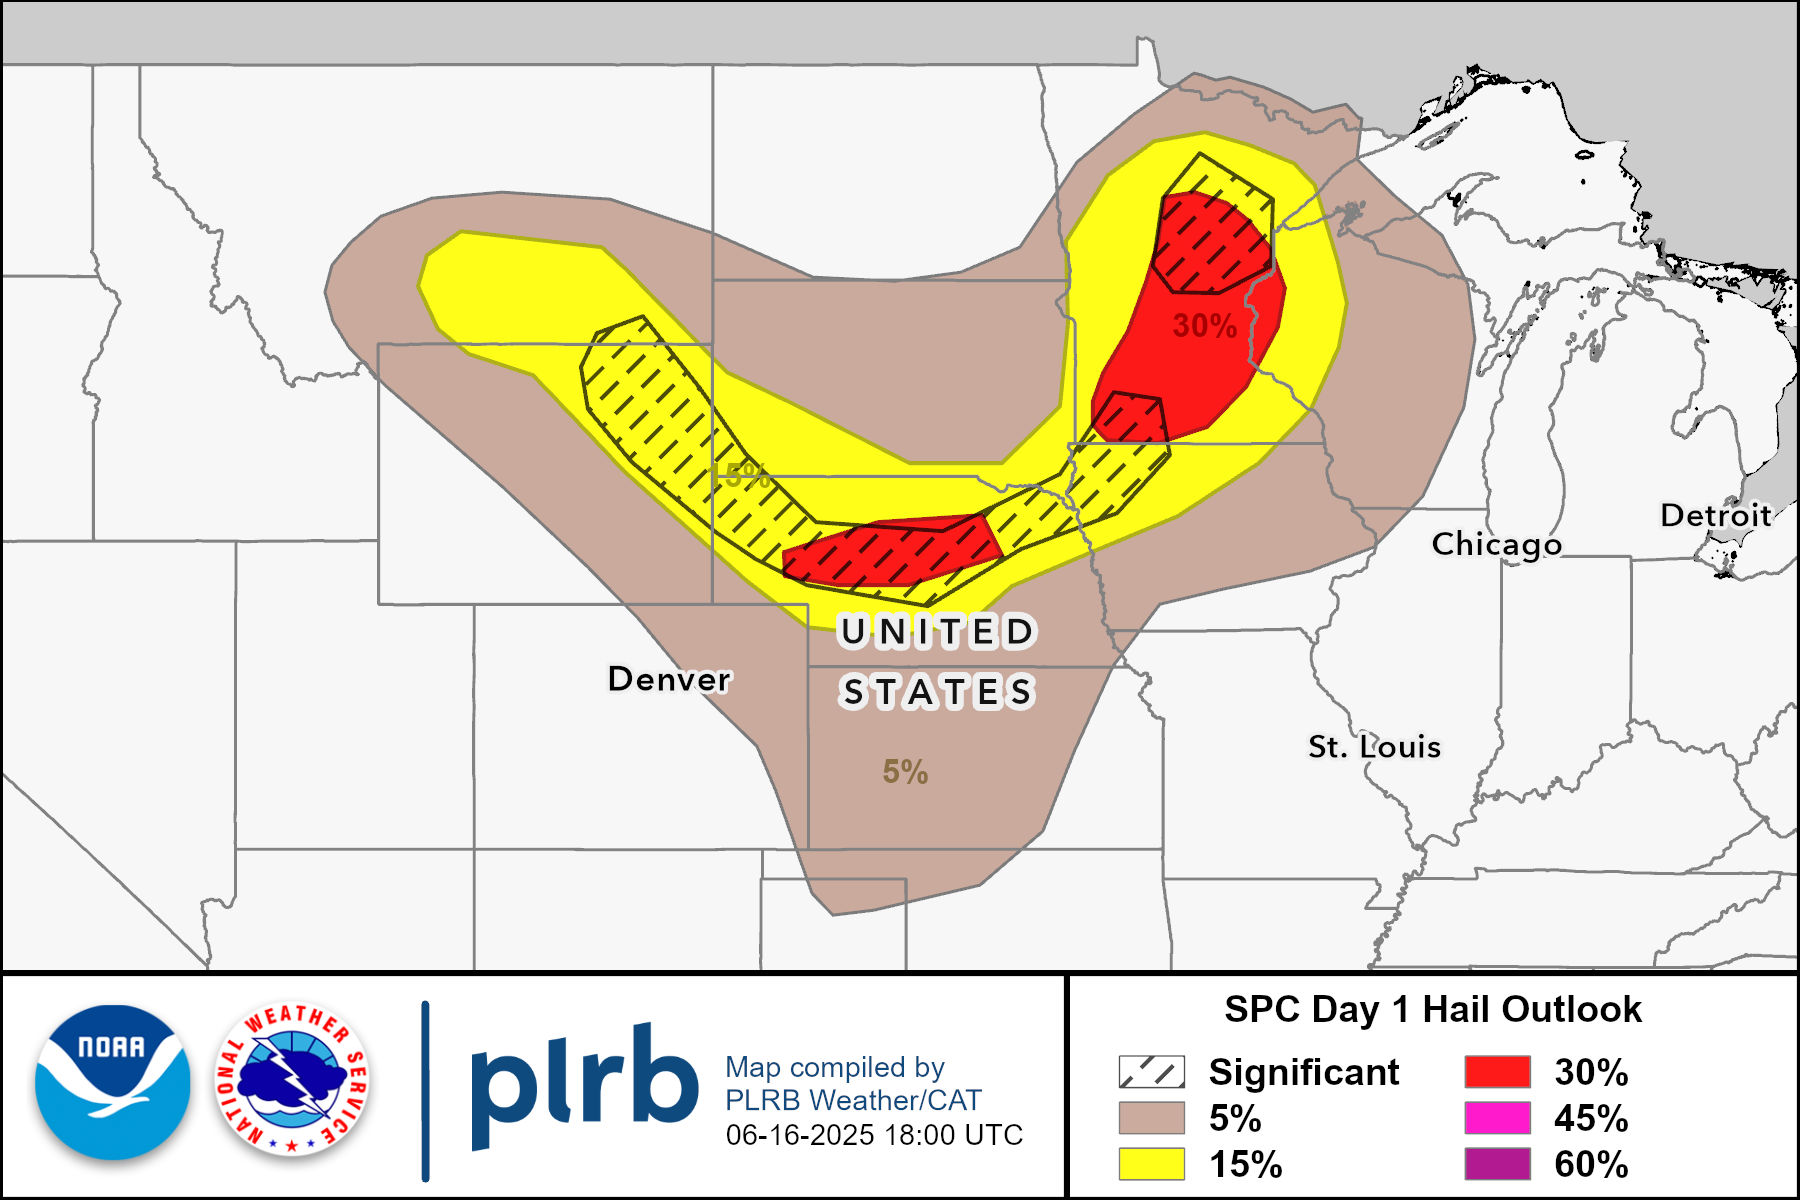 30%
15%
Detroit
Chicago
UNITED
STATES
Denver
St. Louis
5%
NOAA
NATIONAL WEATHER SERVICE
plrb
Map compiled by
PLRB Weather/CAT
06-16-2025 18:00 UTC
SPC Day 1 Hail Outlook
Significant
5%
15%
30%
45%
60%